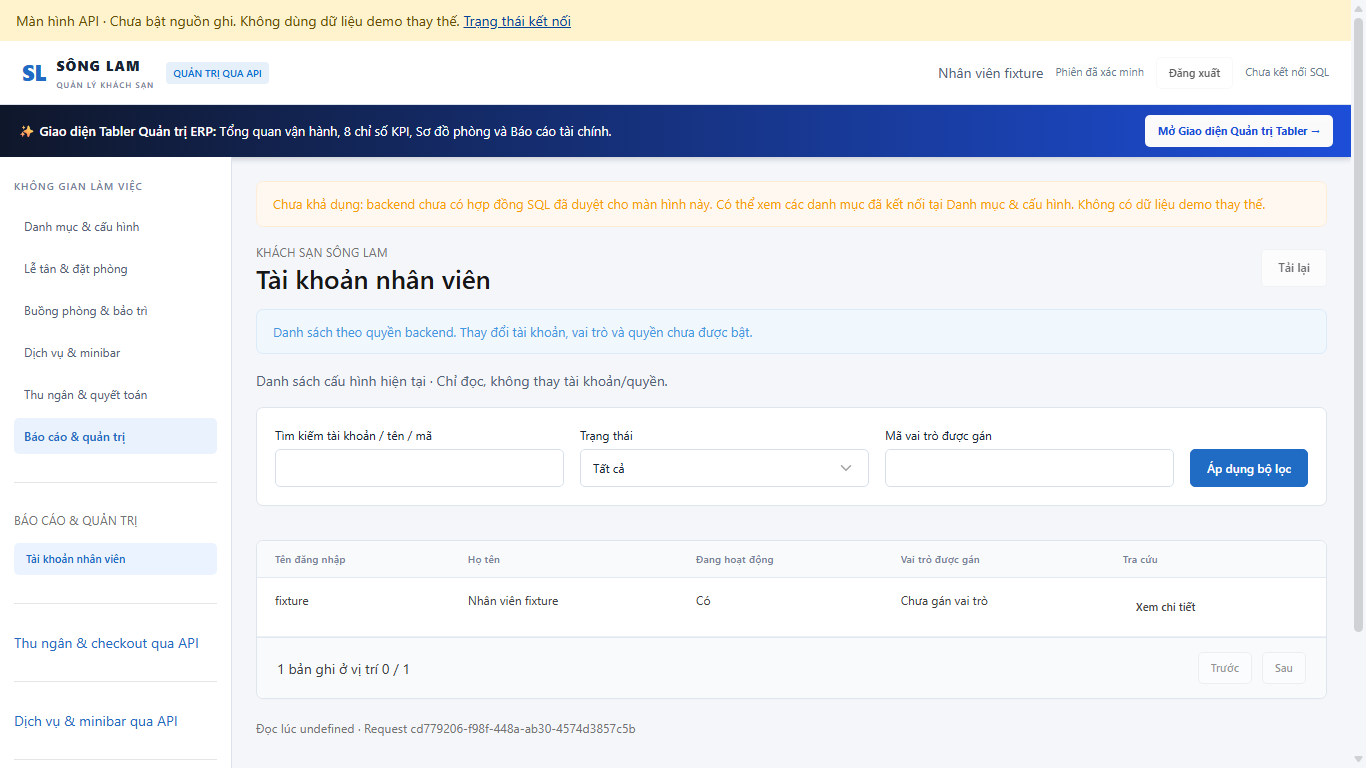 Màn hình API · Chưa bật nguồn ghi. Không dùng dữ liệu demo thay thế. Trạng thái kết nối
SL
SÔNG LAM
QUẢN LÝ KHÁCH SẠN
QUẢN TRỊ QUA API
Nhân viên fixture
Phiên đã xác minh
Đăng xuất
Chưa kết nối SQL
✨ Giao diện Tabler Quản trị ERP: Tổng quan vận hành, 8 chỉ số KPI, Sơ đồ phòng và Báo cáo tài chính.
Mở Giao diện Quản trị Tabler →
KHÔNG GIAN LÀM VIỆC
Danh mục & cấu hình
Lễ tân & đặt phòng
Buồng phòng & bảo trì
Dịch vụ & minibar
Thu ngân & quyết toán
Báo cáo & quản trị
BÁO CÁO & QUẢN TRỊ
Tài khoản nhân viên
Thu ngân & checkout qua API
Dịch vụ & minibar qua API
Chưa khả dụng: backend chưa có hợp đồng SQL đã duyệt cho màn hình này. Có thể xem các danh mục đã kết nối tại Danh mục & cấu hình. Không có dữ liệu demo thay thế.
KHÁCH SẠN SÔNG LAM
Tài khoản nhân viên
Tải lại
Danh sách theo quyền backend. Thay đổi tài khoản, vai trò và quyền chưa được bật.
Danh sách cấu hình hiện tại · Chỉ đọc, không thay tài khoản/quyền.
Tìm kiếm tài khoản / tên / mã
Trạng thái
Mã vai trò được gán
Tất cả
Áp dụng bộ lọc
Tên đăng nhập
Họ tên
Đang hoạt động
Vai trò được gán
Tra cứu
fixture
Nhân viên fixture
Có
Chưa gán vai trò
Xem chi tiết
1 bản ghi ở vị trí 0 / 1
Trước
Sau
Đọc lúc undefined · Request cd779206-f98f-448a-ab30-4574d3857c5b